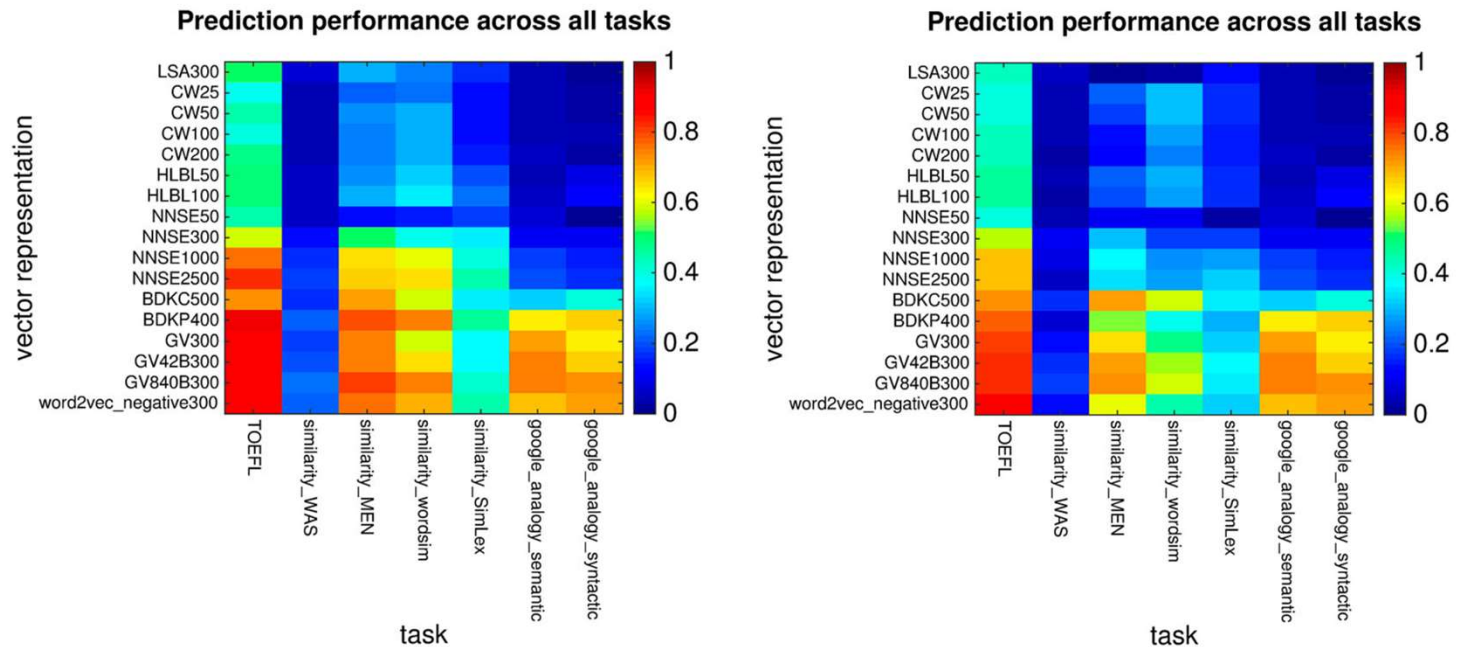 Prediction performance across all tasks
vector representation
LSA300
CW25
CW50
CW100
CW200
HLBL50
HLBL100
NNSE50
NNSE300
NNSE1000
NNSE2500
BDKC500
BDKP400
GV300
GV42B300
GV840B300
word2vec_negative300
1
0.8
0.6
0.4
0.2
0
TOEFL
similarity_WAS
similarity_MEN
similarity_wordsim
similarity_SimLex
google_analogy_semantic
google_analogy_syntactic
task
Prediction performance across all tasks
vector representation
LSA300
CW25
CW50
CW100
CW200
HLBL50
HLBL100
NNSE50
NNSE300
NNSE1000
NNSE2500
BDKC500
BDKP400
GV300
GV42B300
GV840B300
word2vec_negative300
1
0.8
0.6
0.4
0.2
0
TOEFL
similarity_WAS
similarity_MEN
similarity_wordsim
similarity_SimLex
google_analogy_semantic
google_analogy_syntactic
task